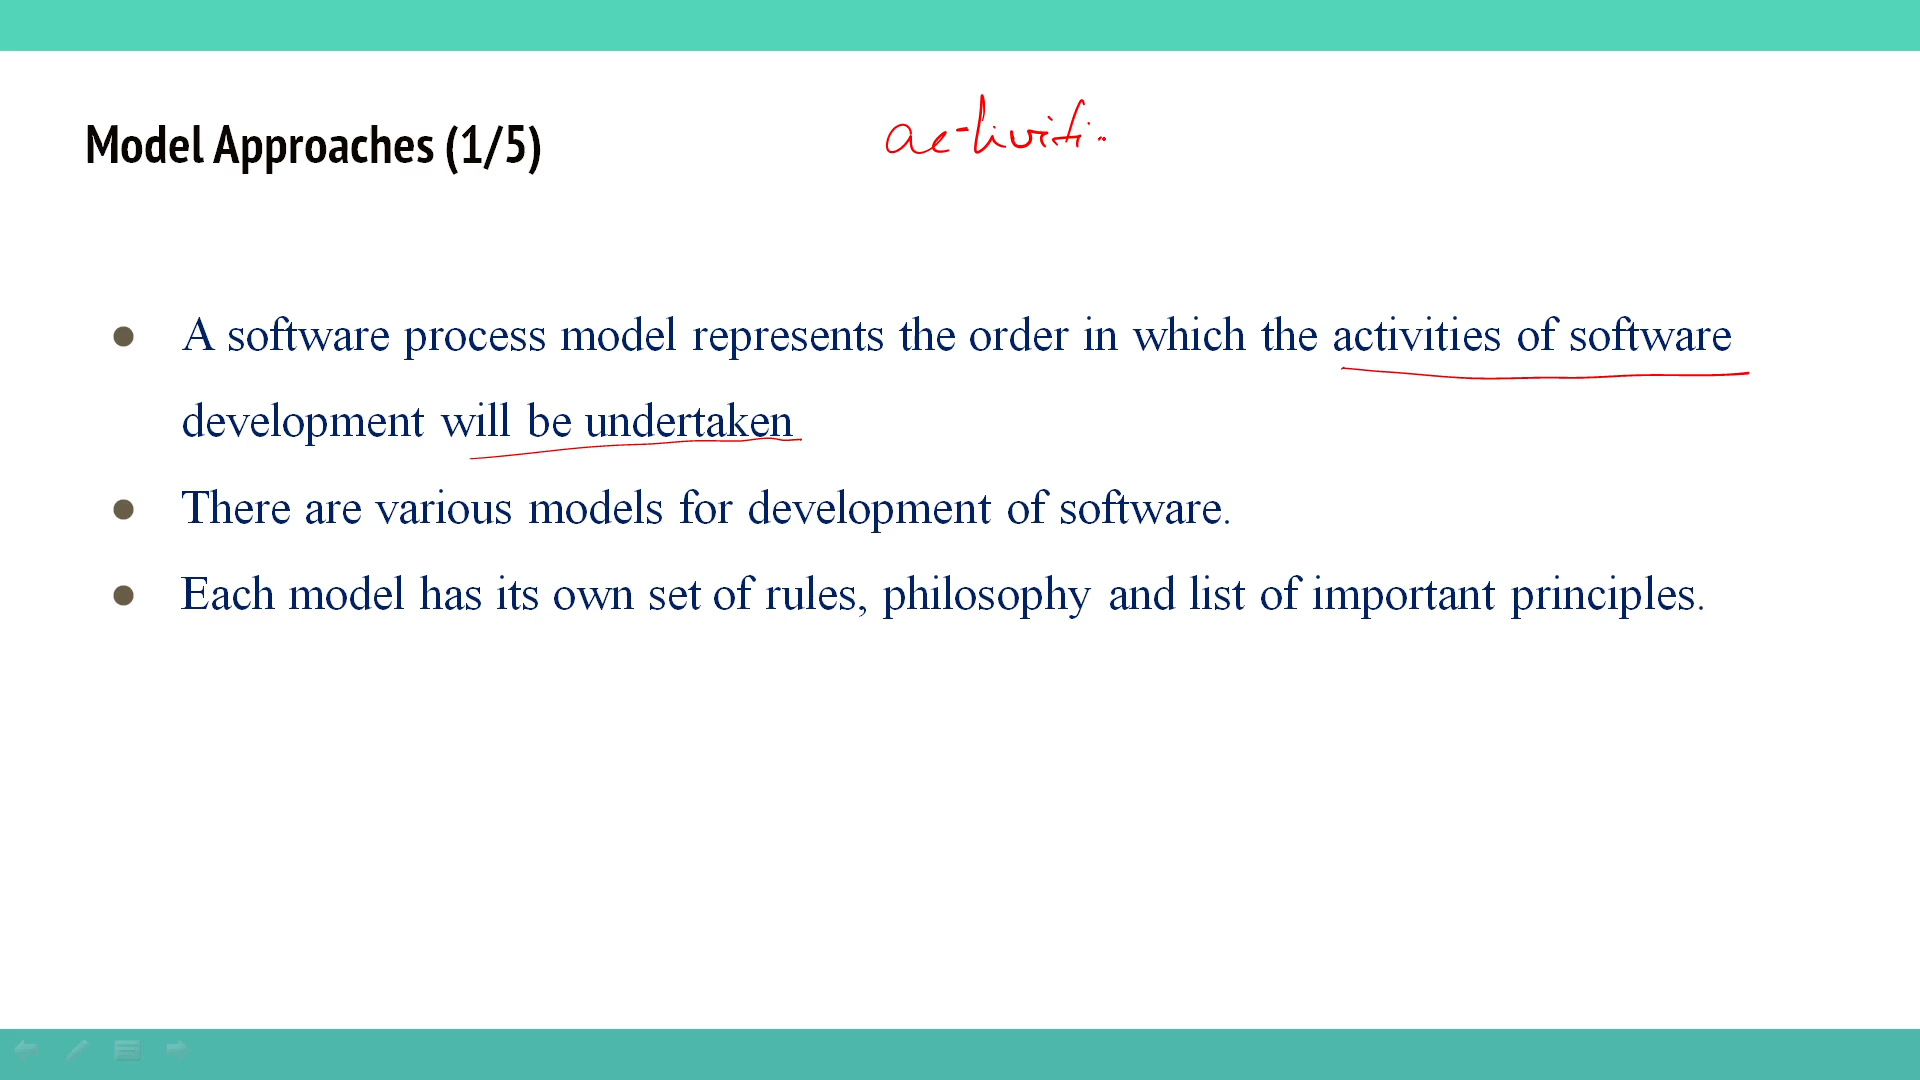 Model Approaches (1/5)
activiti
● A software process model represents the order in which the activities of software
development will be undertaken
● There are various models for development of software.
● Each model has its own set of rules, philosophy and list of important principles.